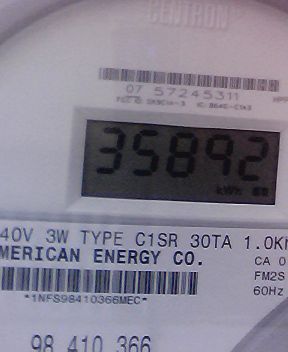 CENTRON
07 57245311
35892
kWh
40V 3W TYPE C1SR 30TA 1.0Kh
MERICAN ENERGY CO.
CA 0
FM2S
60Hz
*1NFS98410366MEC*
98 410 366